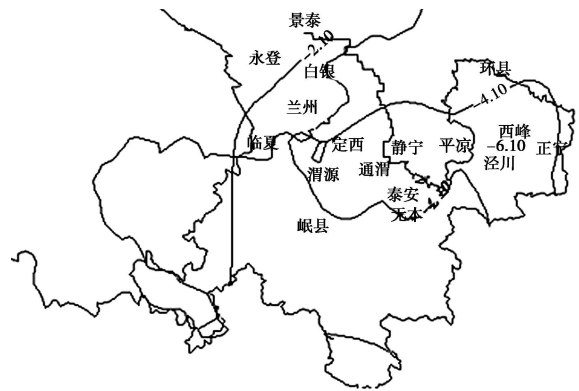 景泰
-2.10
永登
白银
环县
-4.10
兰州
西峰
临夏
定西
静宁
平凉
-6.10
正宁
渭源
通渭
泾川
泰安
无本
岷县